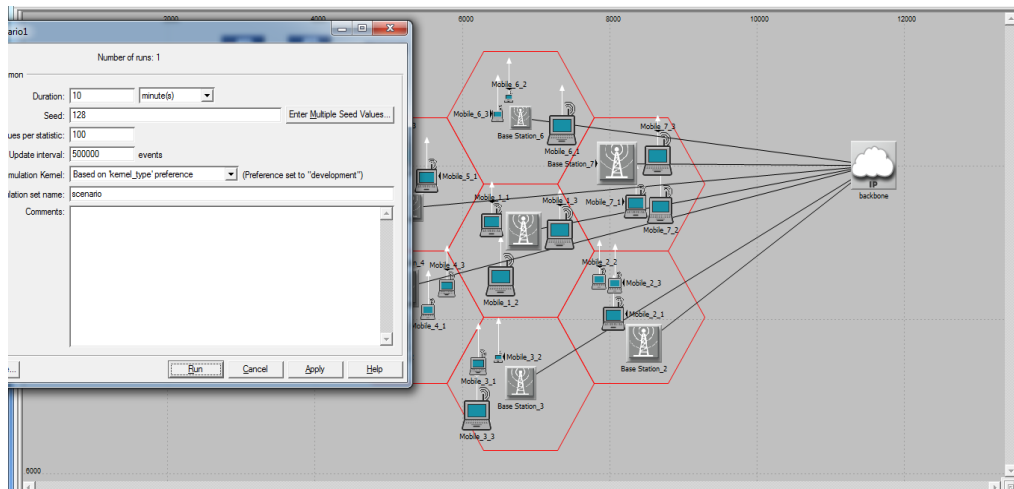 2000
4000
6000
8000
10000
12000
ario1
Number of runs: 1
mon
Duration: 10 minute(s)
Seed: 128 Enter Multiple Seed Values...
ues per statistic: 100
Update interval: 500000 events
mulation Kernel: Based on 'kernel_type' preference (Preference set to "development")
ulation set name: scenario
Comments:
Run Cancel Apply Help
Mobile_6_2
Mobile_6_3
Base Station_6
Mobile_6_1
Mobile_7_3
Base Station_7
Mobile_5_1
Mobile_1_1
Mobile_1_3
Mobile_7_1
Mobile_7_2
IP
backbone
_4
Mobile_4_3
Mobile_2_2
Mobile_2_3
Mobile_1_2
Mobile_4_1
Mobile_2_1
Mobile_3_2
Base Station_2
Mobile_3_1
Base Station_3
Mobile_3_3
6000